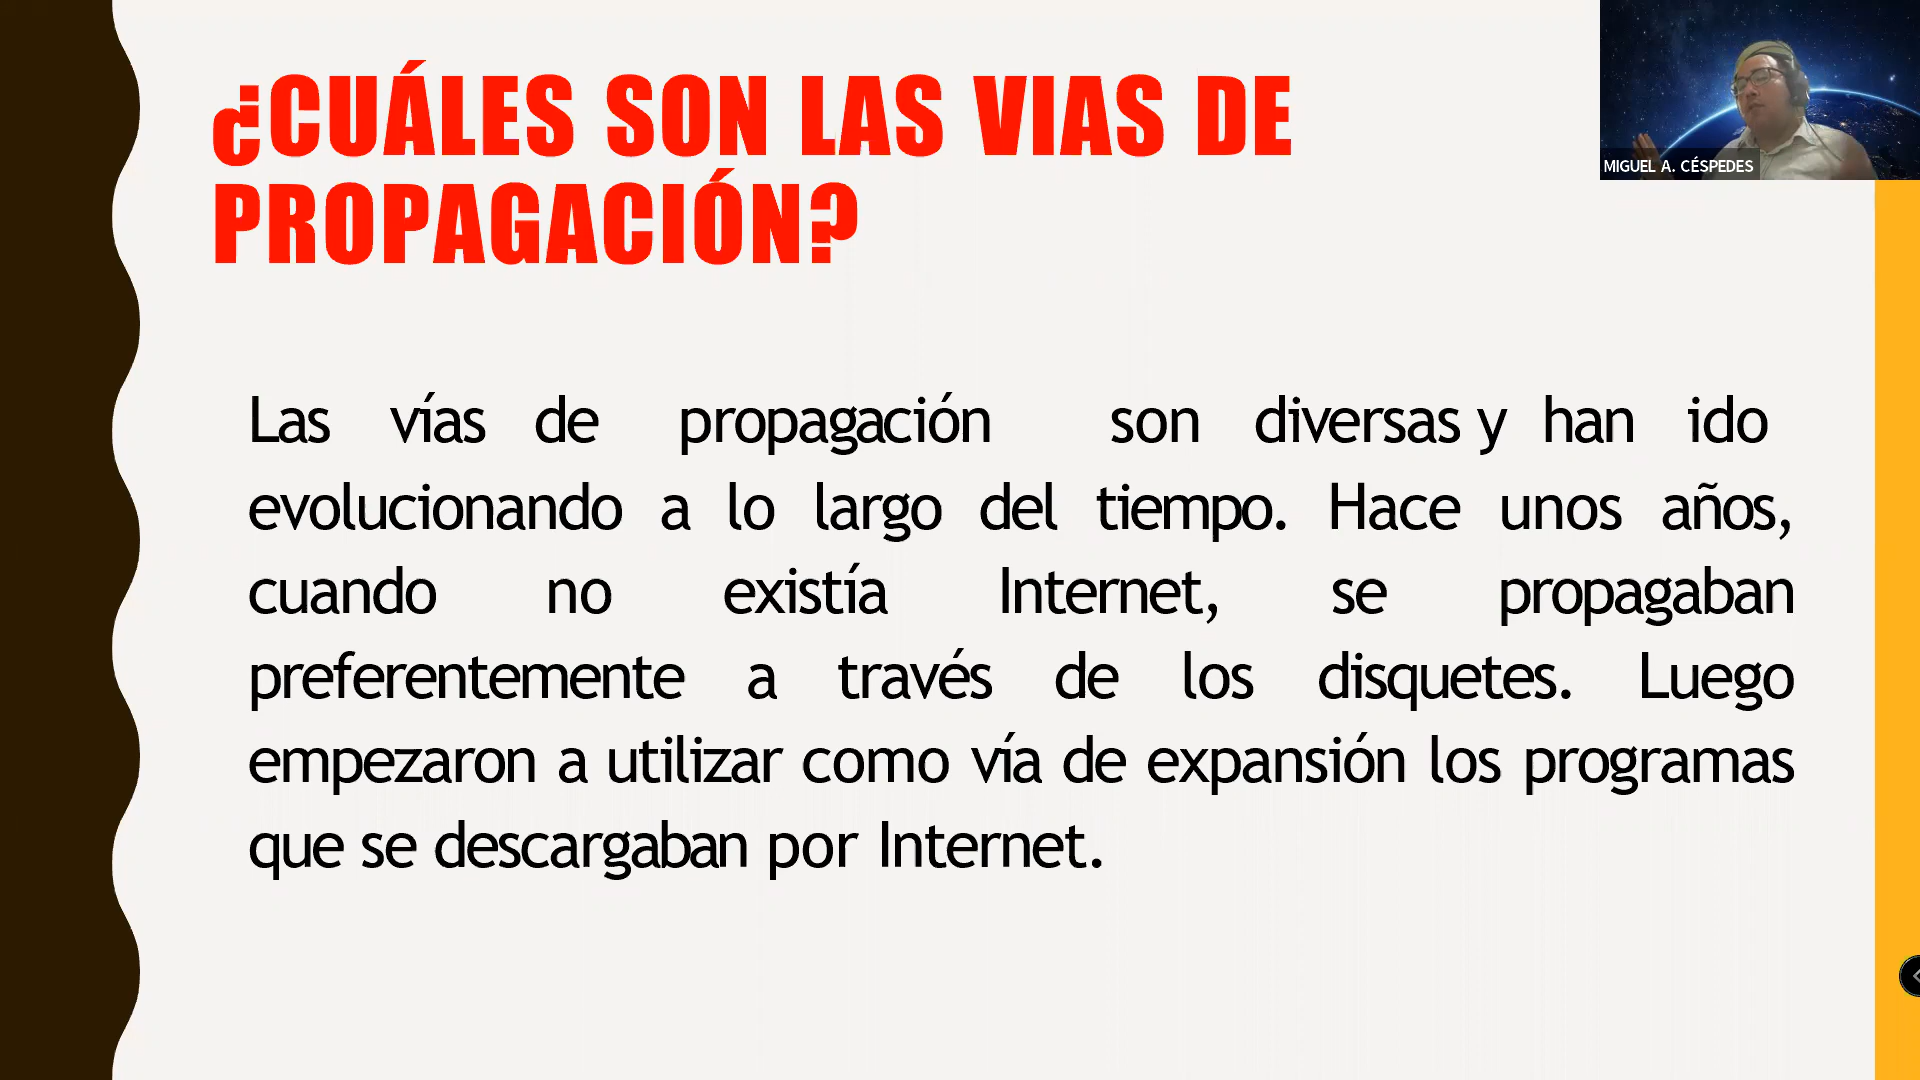 ¿CUÁLES SON LAS VIAS DE
PROPAGACIÓN?
MIGUEL A. CÉSPEDES
Las vías de propagación son diversas y han ido
evolucionando a lo largo del tiempo. Hace unos años,
cuando no existía Internet, se propagaban
preferentemente a través de los disquetes. Luego
empezaron a utilizar como vía de expansión los programas
que se descargaban por Internet.